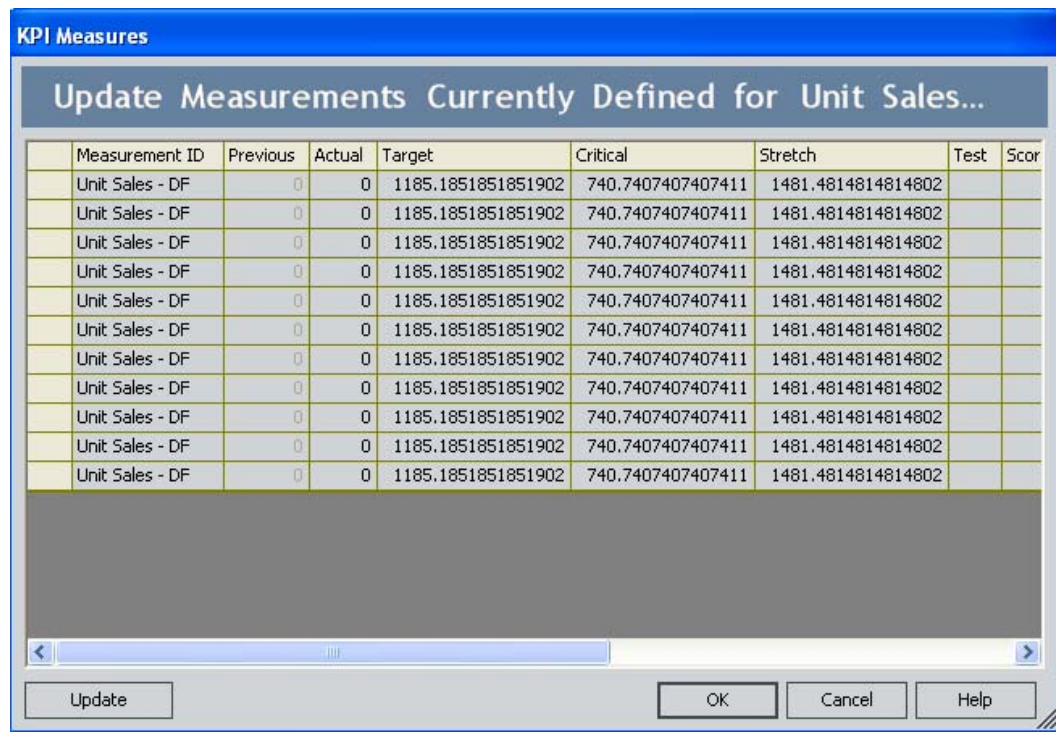 KPI Measures
Update Measurements Currently Defined for Unit Sales...
Measurement ID Previous Actual Target Critical Stretch Test Scor
Unit Sales - DF 0 0 1185.1851851851902 740.7407407407411 1481.4814814814802
Unit Sales - DF 0 0 1185.1851851851902 740.7407407407411 1481.4814814814802
Unit Sales - DF 0 0 1185.1851851851902 740.7407407407411 1481.4814814814802
Unit Sales - DF 0 0 1185.1851851851902 740.7407407407411 1481.4814814814802
Unit Sales - DF 0 0 1185.1851851851902 740.7407407407411 1481.4814814814802
Unit Sales - DF 0 0 1185.1851851851902 740.7407407407411 1481.4814814814802
Unit Sales - DF 0 0 1185.1851851851902 740.7407407407411 1481.4814814814802
Unit Sales - DF 0 0 1185.1851851851902 740.7407407407411 1481.4814814814802
Unit Sales - DF 0 0 1185.1851851851902 740.7407407407411 1481.4814814814802
Unit Sales - DF 0 0 1185.1851851851902 740.7407407407411 1481.4814814814802
Unit Sales - DF 0 0 1185.1851851851902 740.7407407407411 1481.4814814814802
Update OK Cancel Help